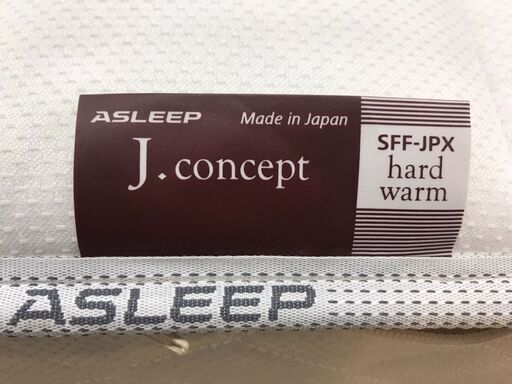 ASLEEP Made in Japan
J. concept
SFF-JPX
hard
warm
ASLEEP